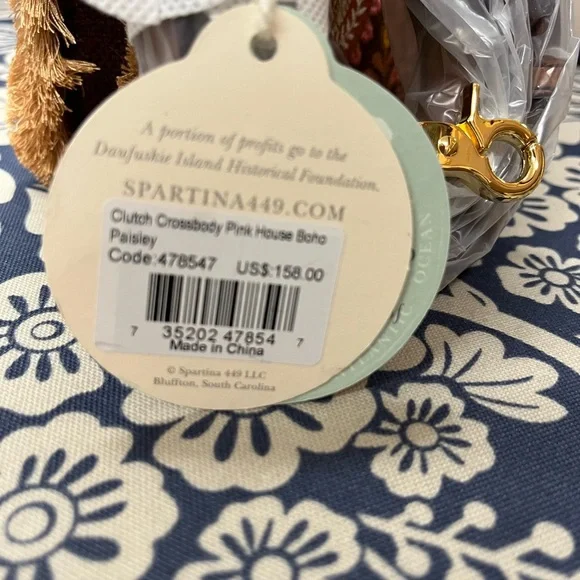 A portion of profits go to the
Daufuskie Island Historical Foundation.
SPARTINA449.COM
Clutch Crossbody Pink House Boho
Paisley
Code:478547 US$:158.00
7 35202 47854 7
Made in China
© Spartina 449 LLC
Bluffton, South Carolina
ATLANTIC OCEAN